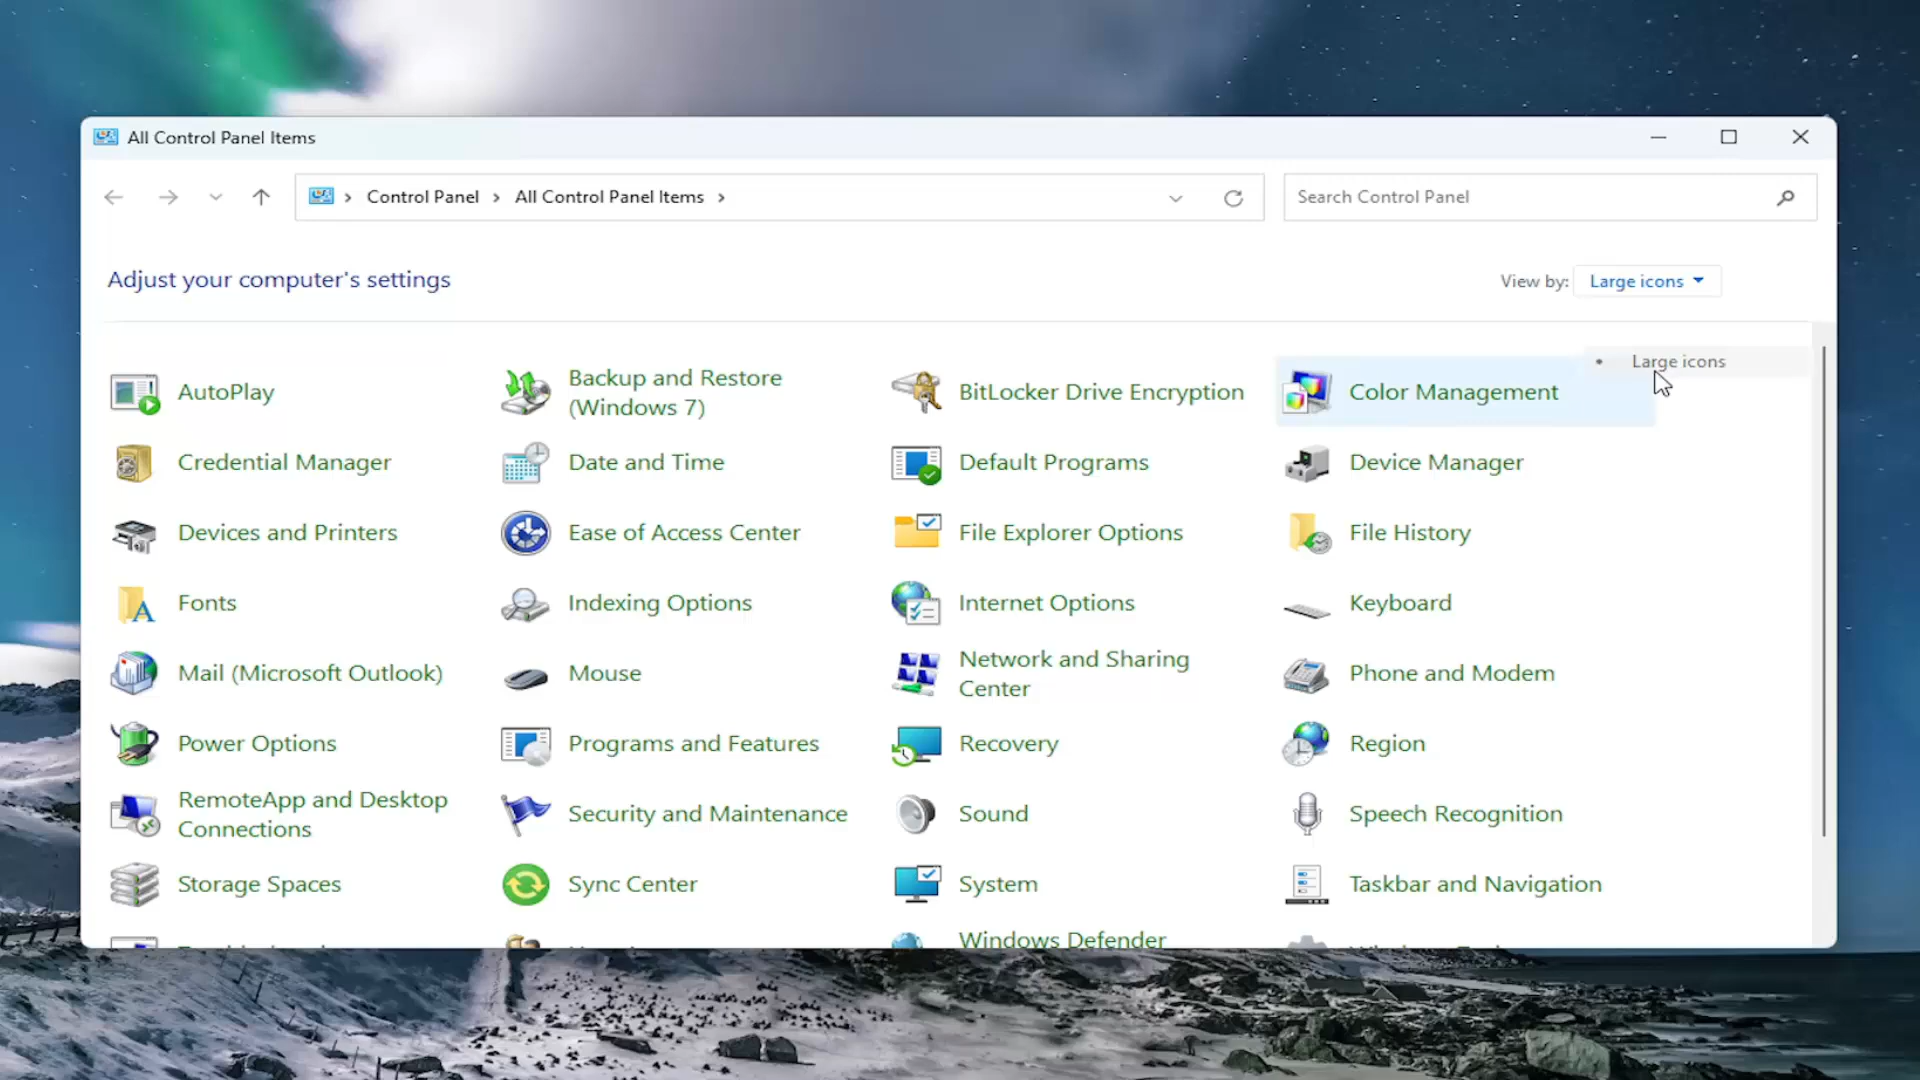 All Control Panel Items
Control Panel
All Control Panel Items
Search Control Panel
Adjust your computer's settings
View by:
Large icons
Large icons
AutoPlay
Backup and Restore
(Windows 7)
BitLocker Drive Encryption
Color Management
Credential Manager
Date and Time
Default Programs
Device Manager
Devices and Printers
Ease of Access Center
File Explorer Options
File History
Fonts
Indexing Options
Internet Options
Keyboard
Mail (Microsoft Outlook)
Mouse
Network and Sharing
Center
Phone and Modem
Power Options
Programs and Features
Recovery
Region
RemoteApp and Desktop
Connections
Security and Maintenance
Sound
Speech Recognition
Storage Spaces
Sync Center
System
Taskbar and Navigation
Windows Defender